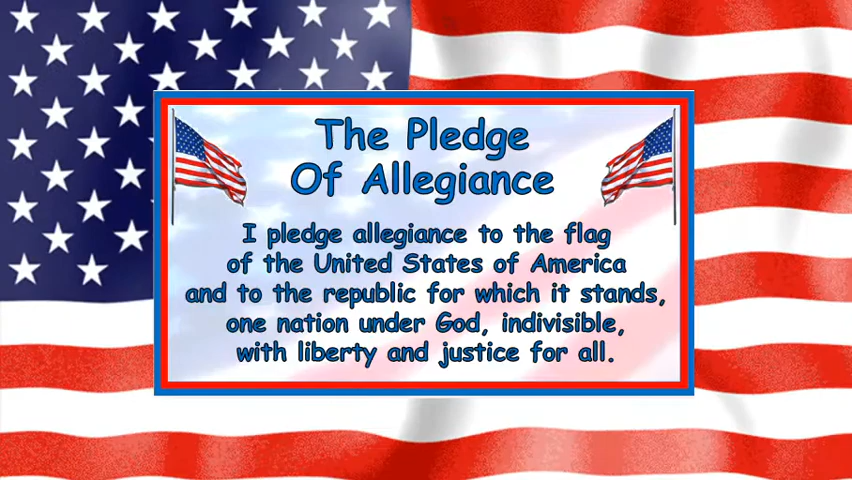 The Pledge
Of Allegiance
I pledge allegiance to the flag
of the United States of America
and to the republic for which it stands,
one nation under God, indivisible,
with liberty and justice for all.